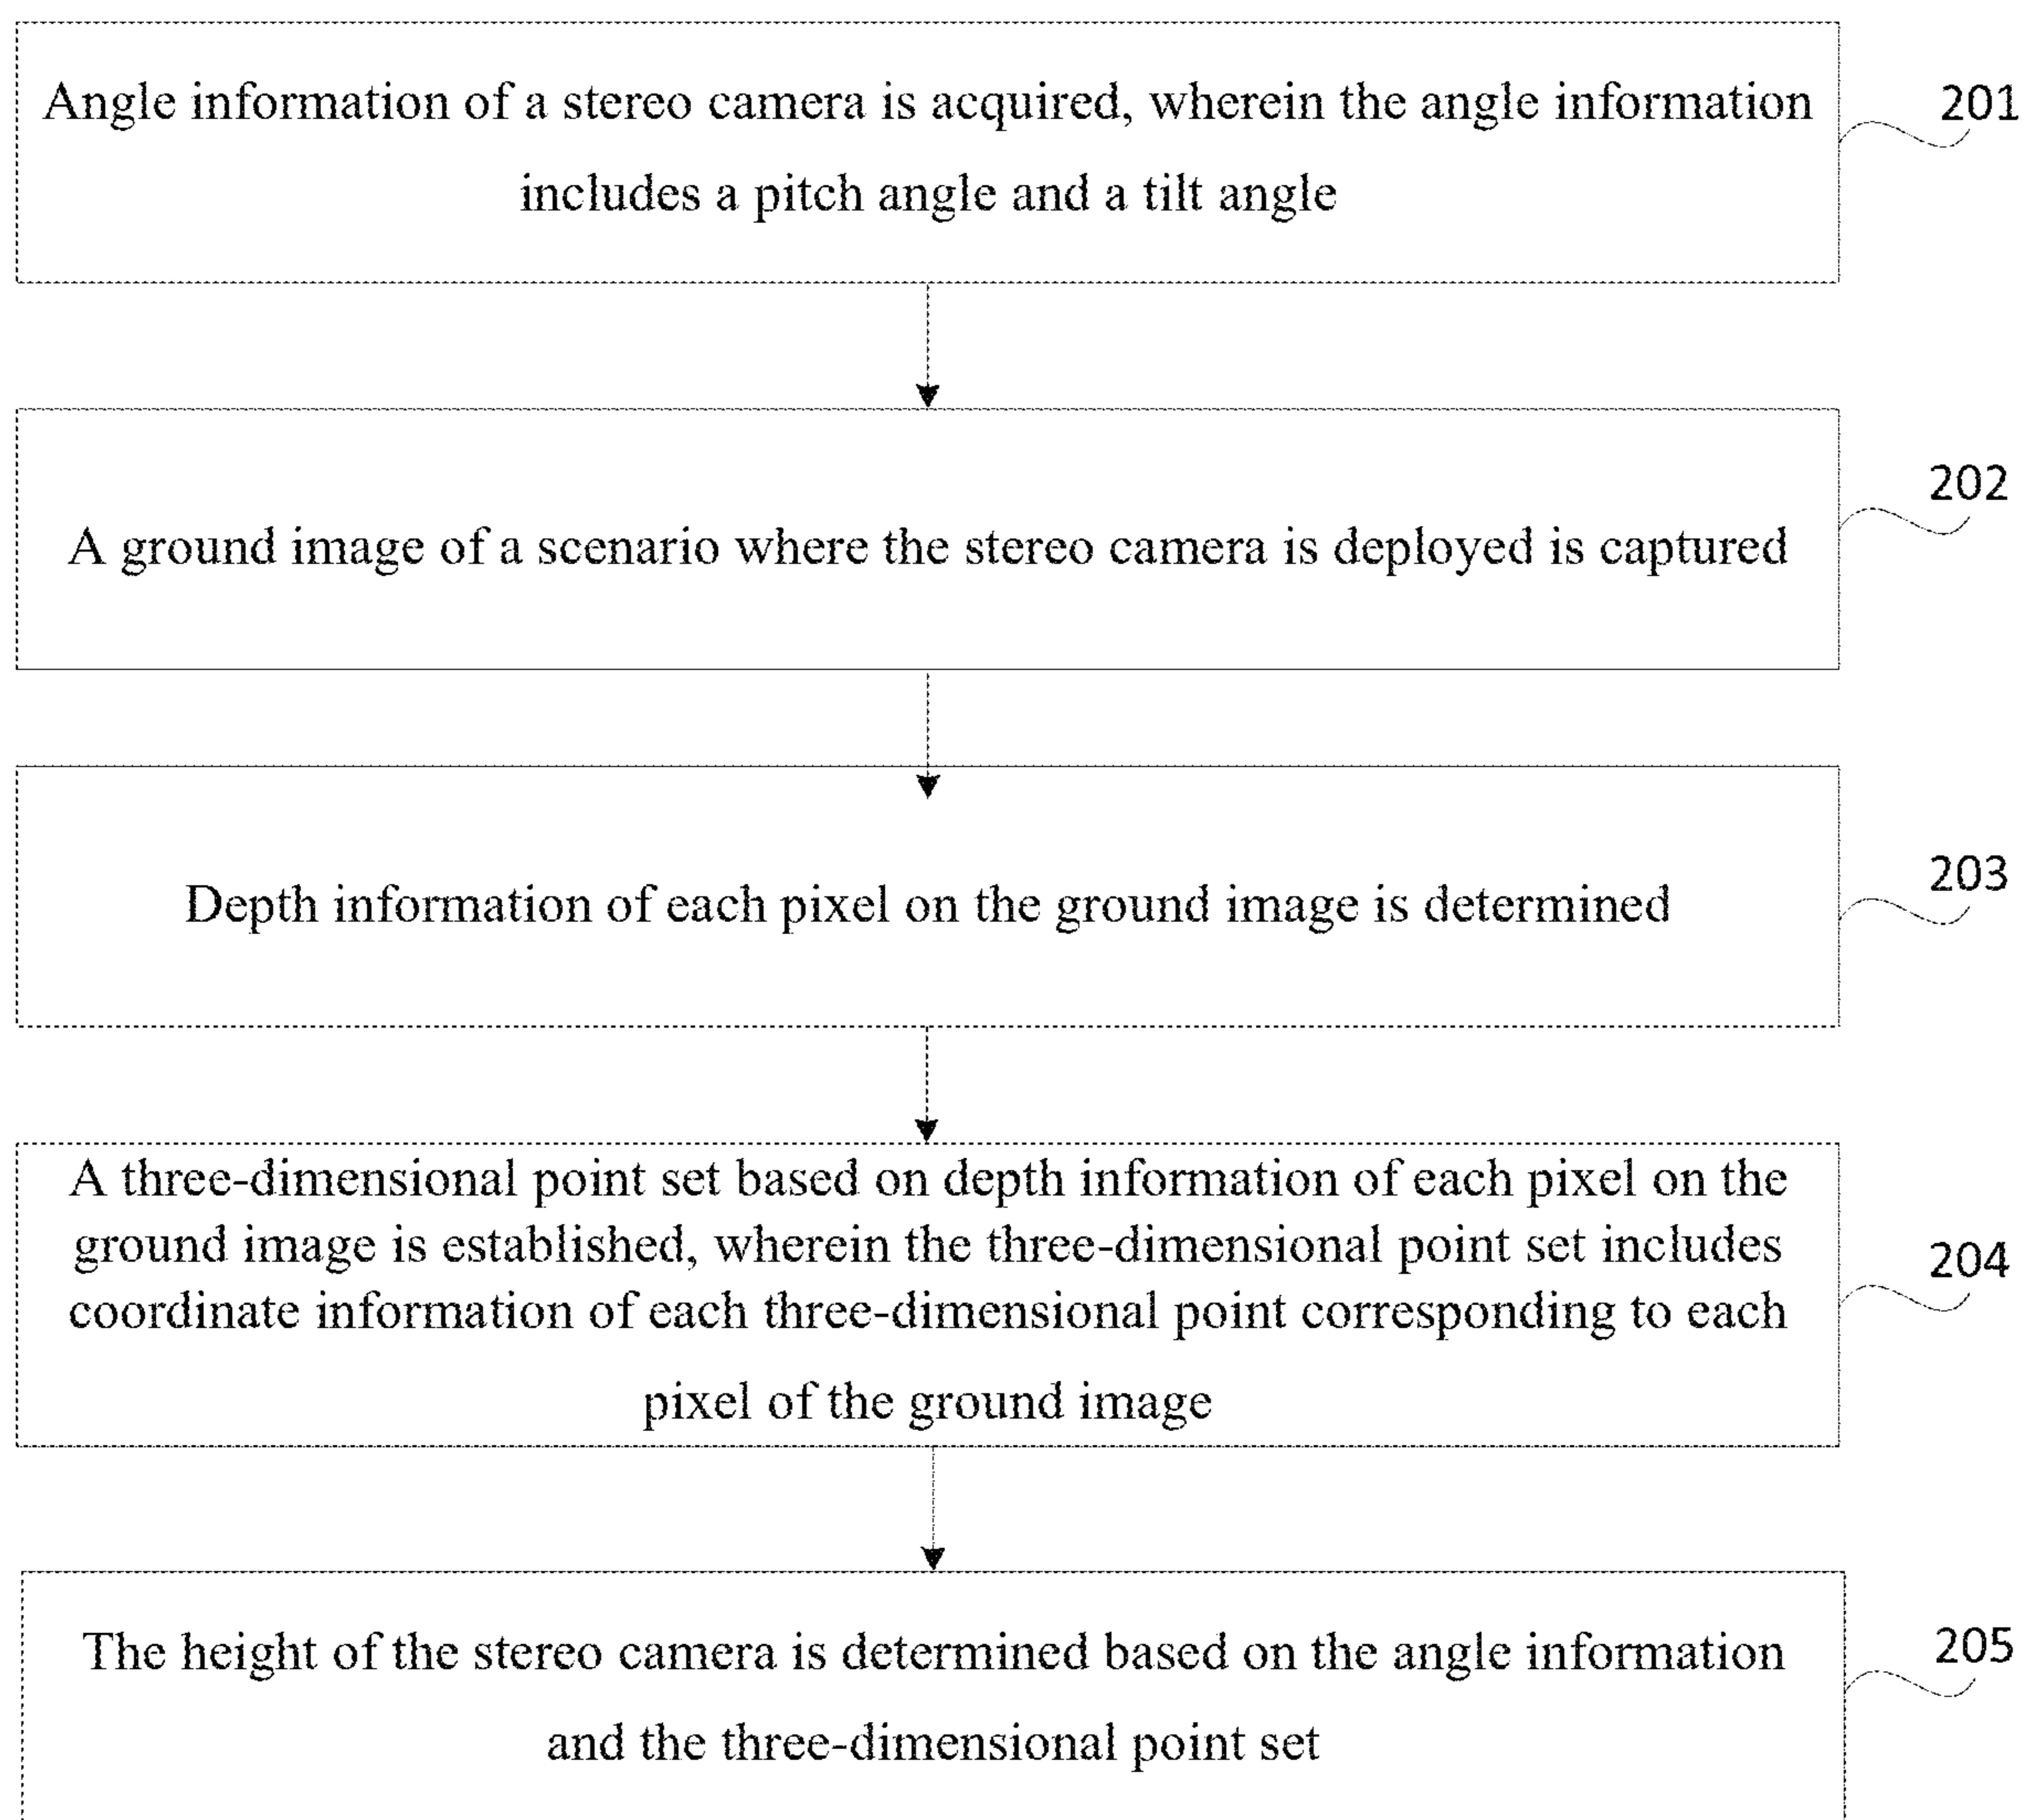 Angle information of a stereo camera is acquired, wherein the angle information
includes a pitch angle and a tilt angle
201
A ground image of a scenario where the stereo camera is deployed is captured
202
Depth information of each pixel on the ground image is determined
203
A three-dimensional point set based on depth information of each pixel on the
ground image is established, wherein the three-dimensional point set includes
coordinate information of each three-dimensional point corresponding to each
pixel of the ground image
204
The height of the stereo camera is determined based on the angle information
and the three-dimensional point set
205